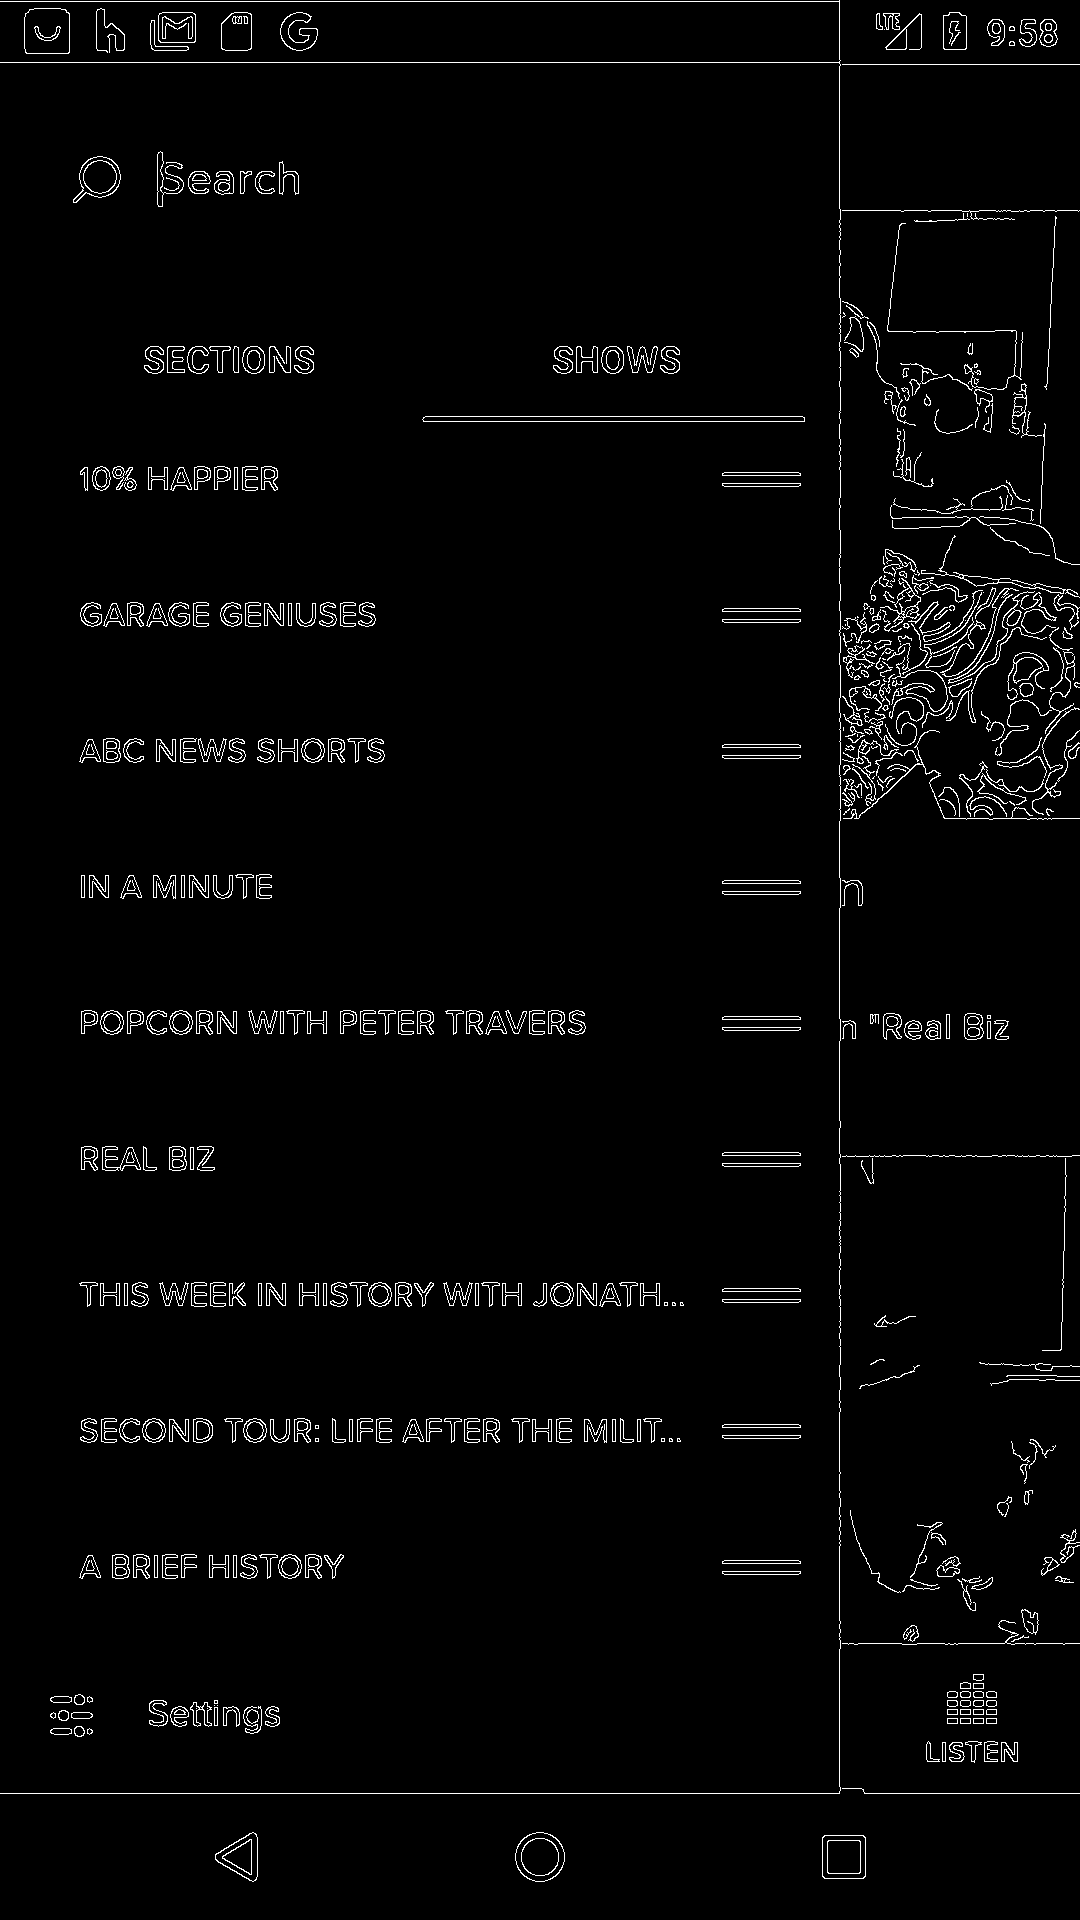 LTE 9:58
Search
SECTIONS SHOWS
10% HAPPIER
GARAGE GENIUSES
ABC NEWS SHORTS
IN A MINUTE
n
POPCORN WITH PETER TRAVERS
n "Real Biz
REAL BIZ
THIS WEEK IN HISTORY WITH JONATH...
SECOND TOUR: LIFE AFTER THE MILIT...
A BRIEF HISTORY
Settings
LISTEN